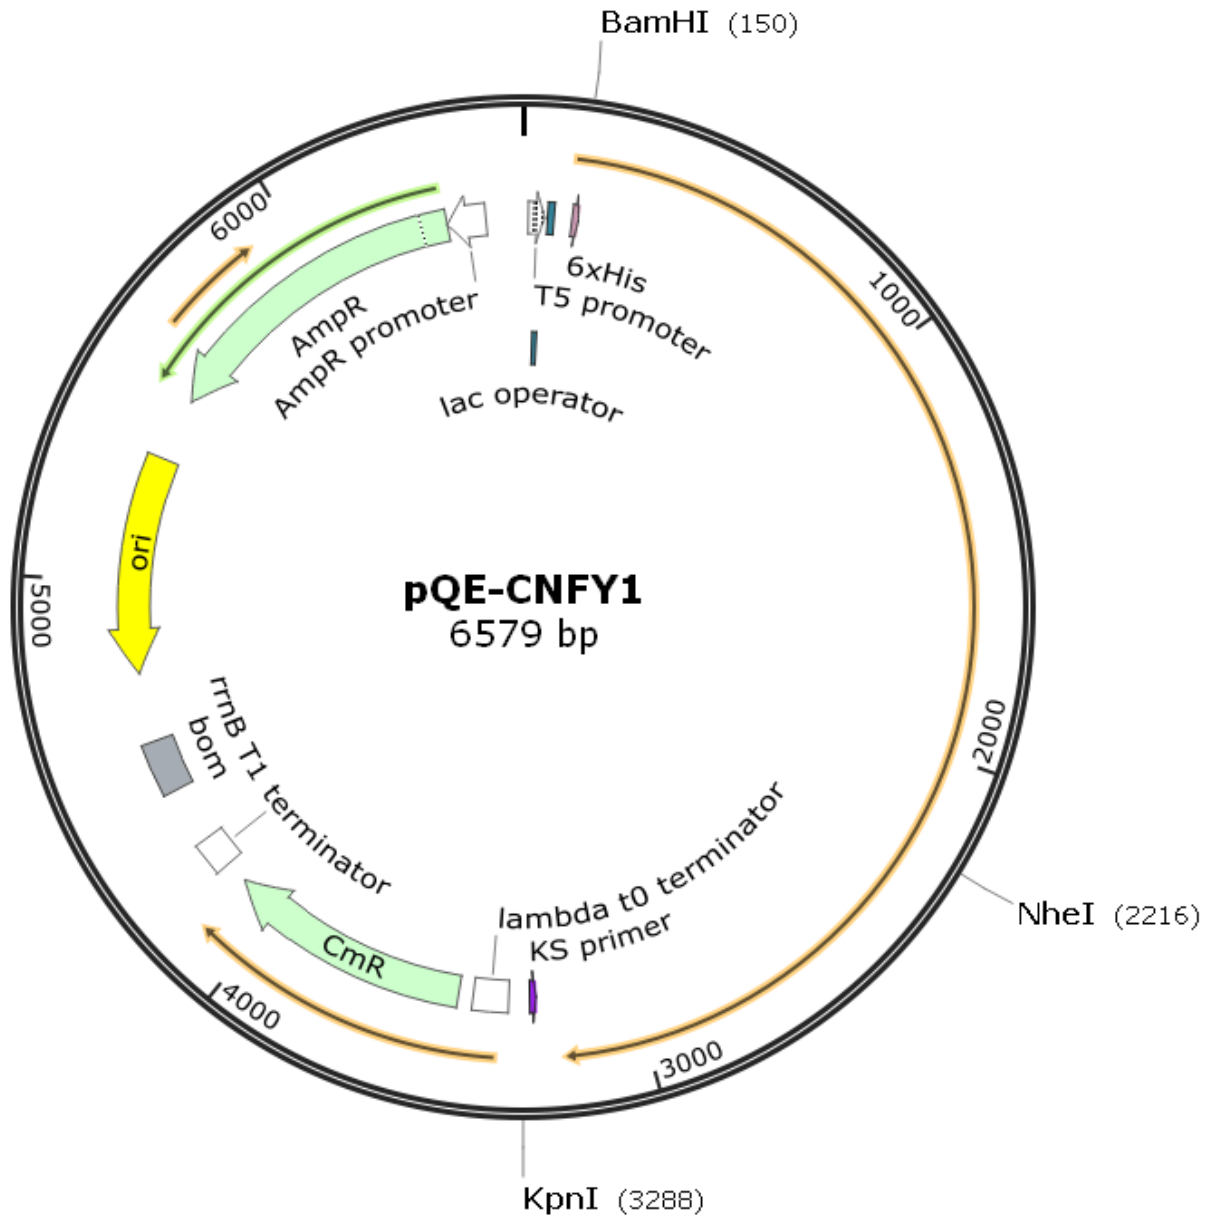 BamHI (150)
6000
1000
6xHis
T5 promoter
AmpR
AmpR promoter
lac operator
ori
5000
pQE-CNFY1
6579 bp
rrnB T1 terminator
bom
2000
lambda t0 terminator
KS primer
NheI (2216)
CmR
4000
3000
KpnI (3288)